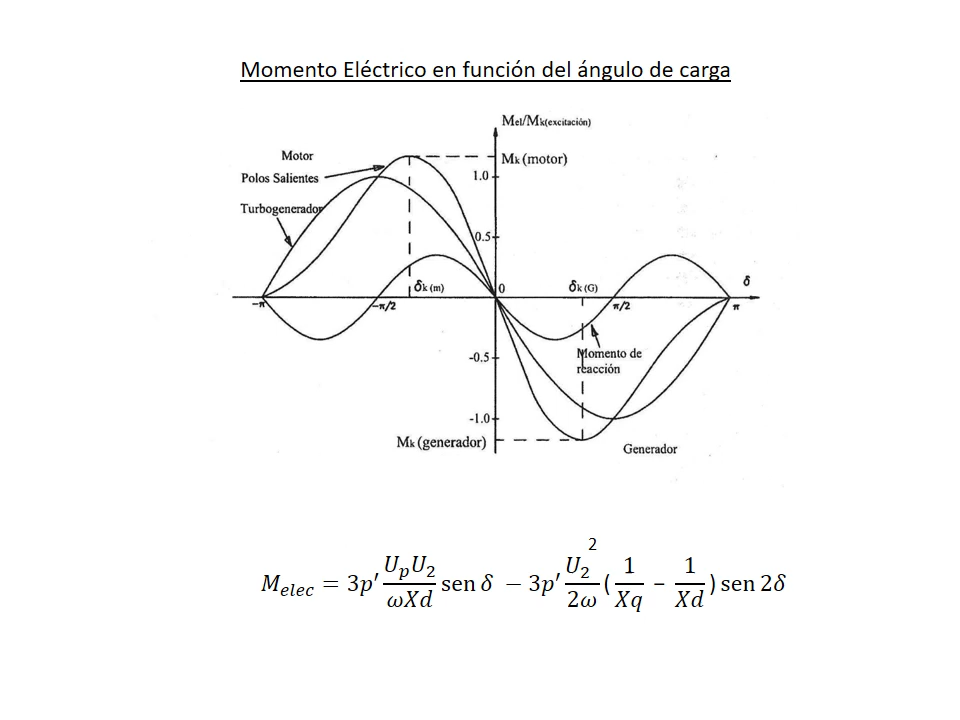 Momento Eléctrico en función del ángulo de carga
Mel/Mk(excitación)
Motor
Mk (motor)
Polos Salientes
1.0
Turbogenerador
0.5
δk (m)
0
δk (G)
δ
-π
-π/2
π/2
π
-0.5
Momento de
reacción
-1.0
Mk (generador)
Generador
M_elec = 3p' U_p U_2 / ωXd sen δ − 3p' U_2^2 / 2ω (1/Xq − 1/Xd) sen 2δ